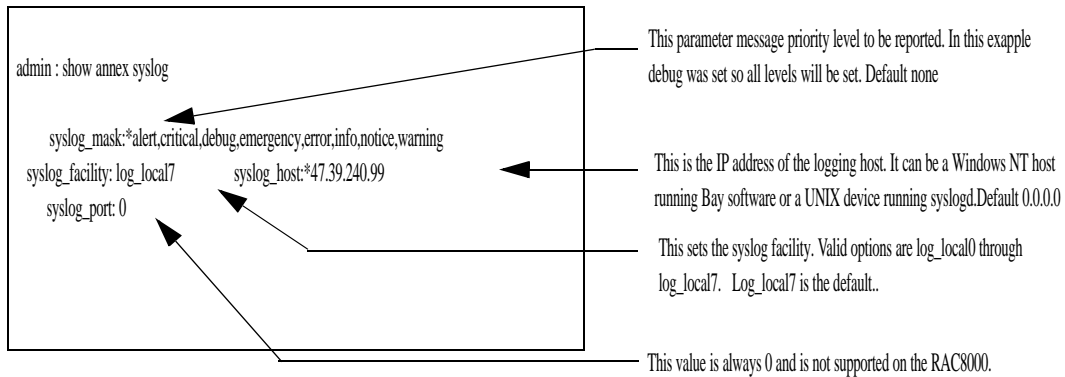 admin : show annex syslog
syslog_mask:*alert,critical,debug,emergency,error,info,notice,warning
syslog_facility: log_local7 syslog_host:*47.39.240.99
syslog_port: 0
This parameter message priority level to be reported. In this exapple
debug was set so all levels will be set. Default none
This is the IP address of the logging host. It can be a Windows NT host
running Bay software or a UNIX device running syslogd.Default 0.0.0.0
This sets the syslog facility. Valid options are log_local0 through
log_local7. Log_local7 is the default..
This value is always 0 and is not supported on the RAC8000.